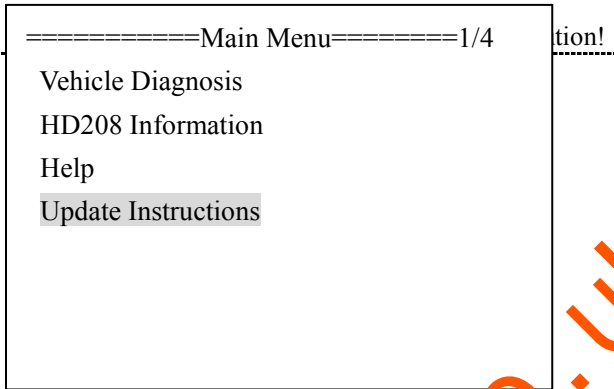 ===========Main Menu========1/4
tion!
Vehicle Diagnosis
HD208 Information
Help
Update Instructions